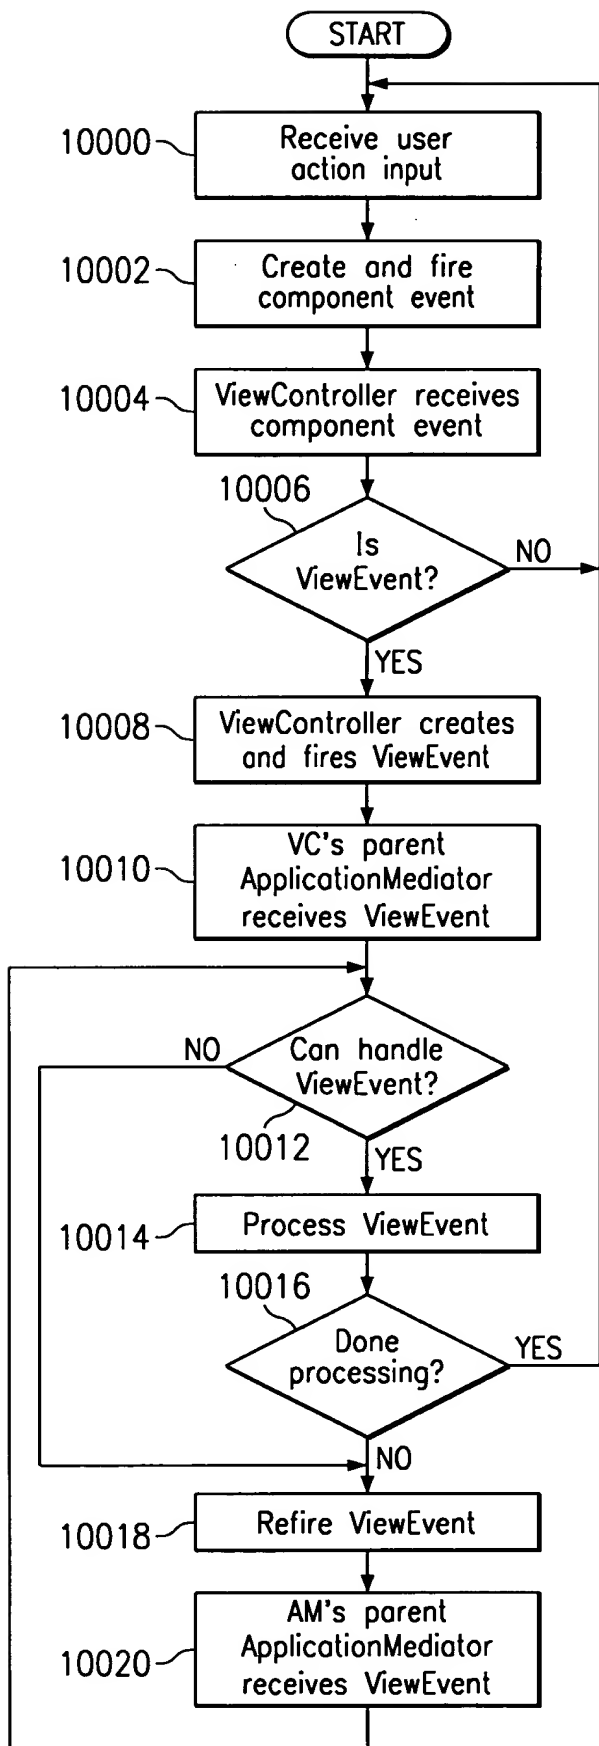 START
10000
Receive user
action input
10002
Create and fire
component event
10004
ViewController receives
component event
10006
Is
ViewEvent?
NO
YES
10008
ViewController creates
and fires ViewEvent
10010
VC's parent
ApplicationMediator
receives ViewEvent
NO
Can handle
ViewEvent?
10012
YES
10014
Process ViewEvent
10016
Done
processing?
YES
NO
10018
Refire ViewEvent
10020
AM's parent
ApplicationMediator
receives ViewEvent